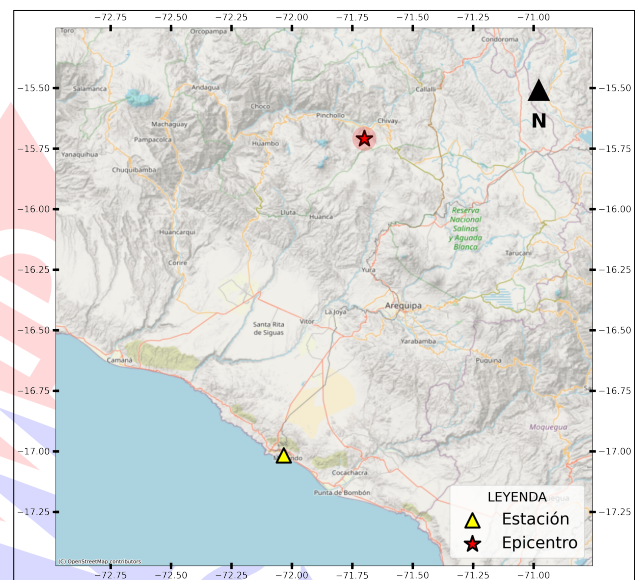 −72.75 −72.50 −72.25 −72.00 −71.75 −71.50 −71.25 −71.00
Toro
Orcopampa
Condoroma
−15.50 −15.50
Salamanca
Andagua
Callalli
Choco
Pinchollo
Chivay
N
Machaguay
Pampacolca
Huambo
−15.75 −15.75
Yanaquihua
Chuquibamba
−16.00 −16.00
Lluta
Huanca
Reserva
Nacional
Salinas
y Aguada
Blanca
Huancarqui
Tarucani
−16.25 −16.25
Corire
Yura
La Joya
Arequipa
Vitor
Santa Rita
de Siguas
−16.50 −16.50
Yarabamba
Camaná
Puquina
−16.75 −16.75
Moquegua
−17.00 −17.00
Cocachacra
Punta de Bombón
−17.25 −17.25
LEYENDA
Estación
Epicentro
(C) OpenStreetMap contributors
−72.75 −72.50 −72.25 −72.00 −71.75 −71.50 −71.25 −71.00